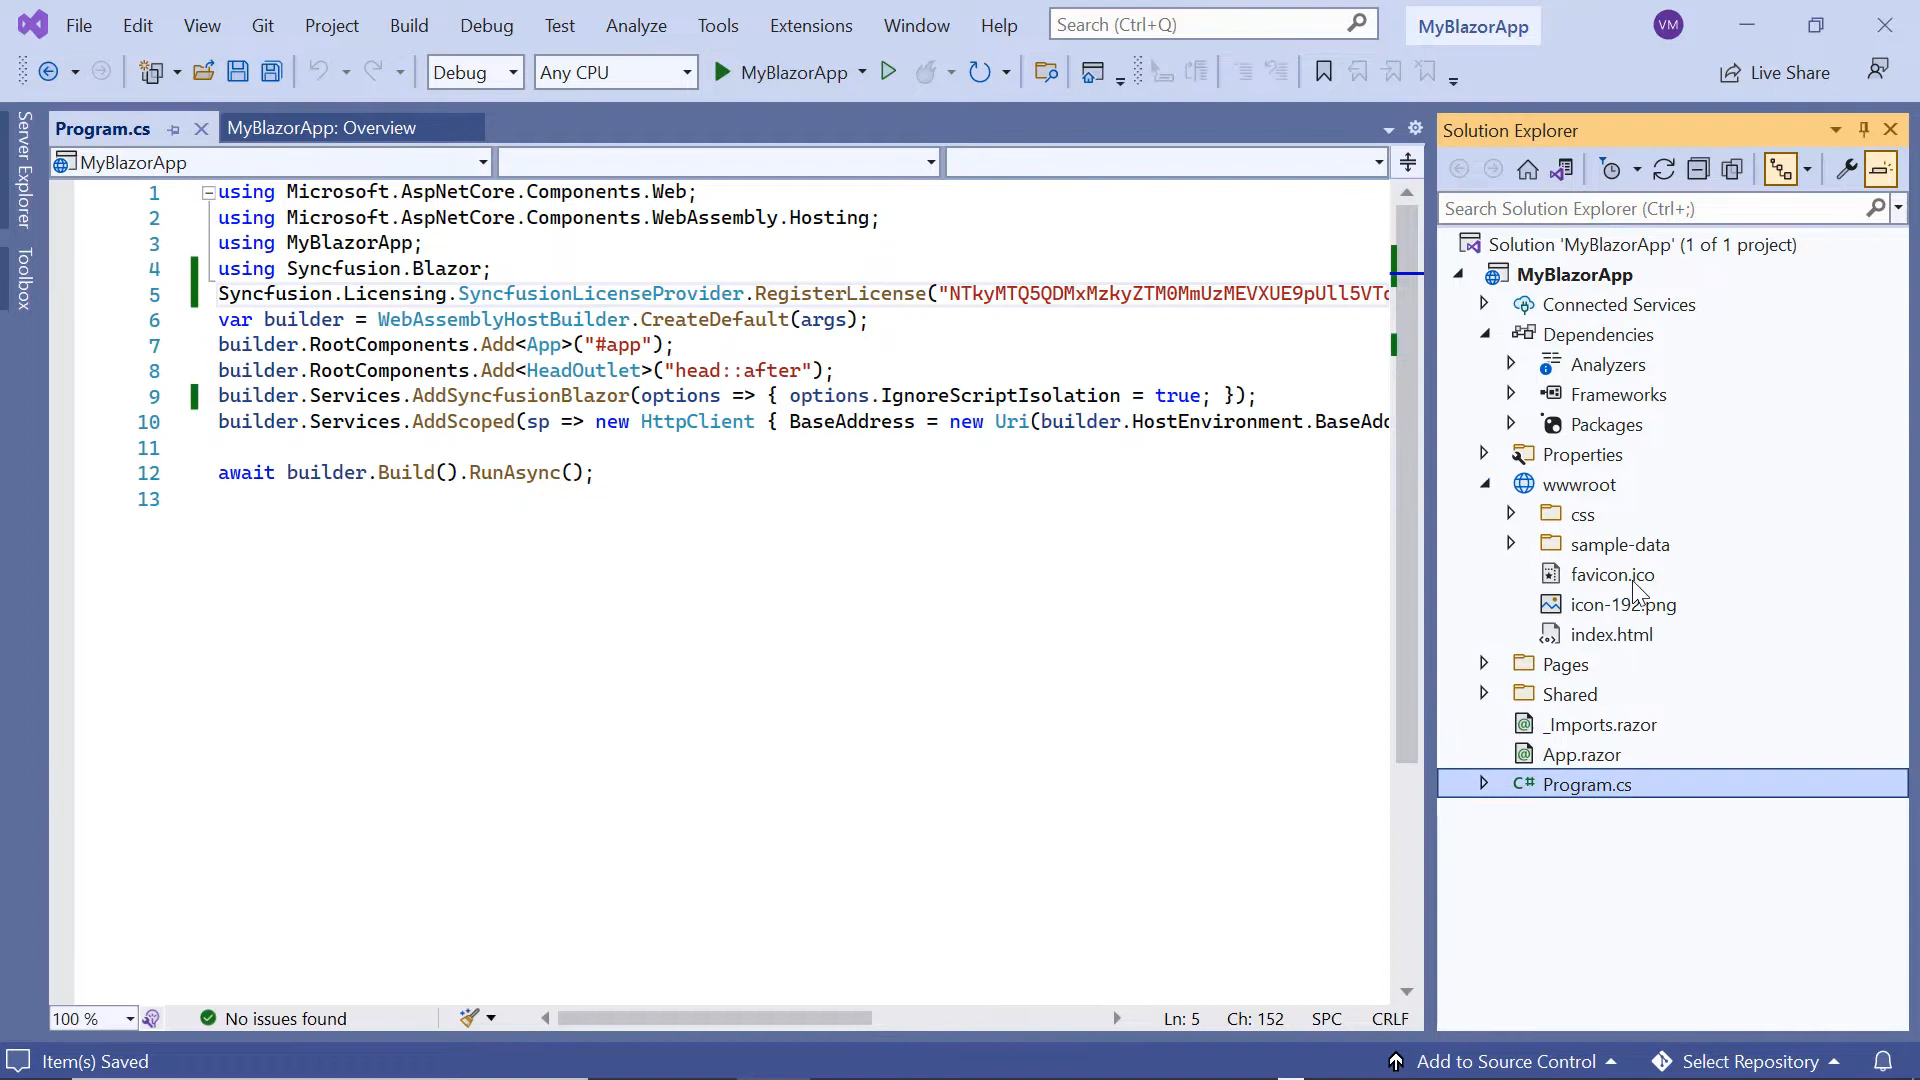 File Edit View Git Project Build Debug Test Analyze Tools Extensions Window Help Search (Ctrl+Q) MyBlazorApp VM
Debug Any CPU MyBlazorApp Live Share
Server Explorer
Toolbox
Program.cs MyBlazorApp: Overview
MyBlazorApp
1 using Microsoft.AspNetCore.Components.Web;
2 using Microsoft.AspNetCore.Components.WebAssembly.Hosting;
3 using MyBlazorApp;
4 using Syncfusion.Blazor;
5 Syncfusion.Licensing.SyncfusionLicenseProvider.RegisterLicense("NTkyMTQ5QDMxMzkyZTM0MmUzMEVXUE9pUll5VTc
6 var builder = WebAssemblyHostBuilder.CreateDefault(args);
7 builder.RootComponents.Add<App>("#app");
8 builder.RootComponents.Add<HeadOutlet>("head::after");
9 builder.Services.AddSyncfusionBlazor(options => { options.IgnoreScriptIsolation = true; });
10 builder.Services.AddScoped(sp => new HttpClient { BaseAddress = new Uri(builder.HostEnvironment.BaseAdd
11
12 await builder.Build().RunAsync();
13
Solution Explorer
Search Solution Explorer (Ctrl+;)
Solution 'MyBlazorApp' (1 of 1 project)
MyBlazorApp
Connected Services
Dependencies
Analyzers
Frameworks
Packages
Properties
wwwroot
css
sample-data
favicon.ico
icon-192.png
index.html
Pages
Shared
_Imports.razor
App.razor
C# Program.cs
100 % No issues found Ln: 5 Ch: 152 SPC CRLF
Item(s) Saved Add to Source Control Select Repository